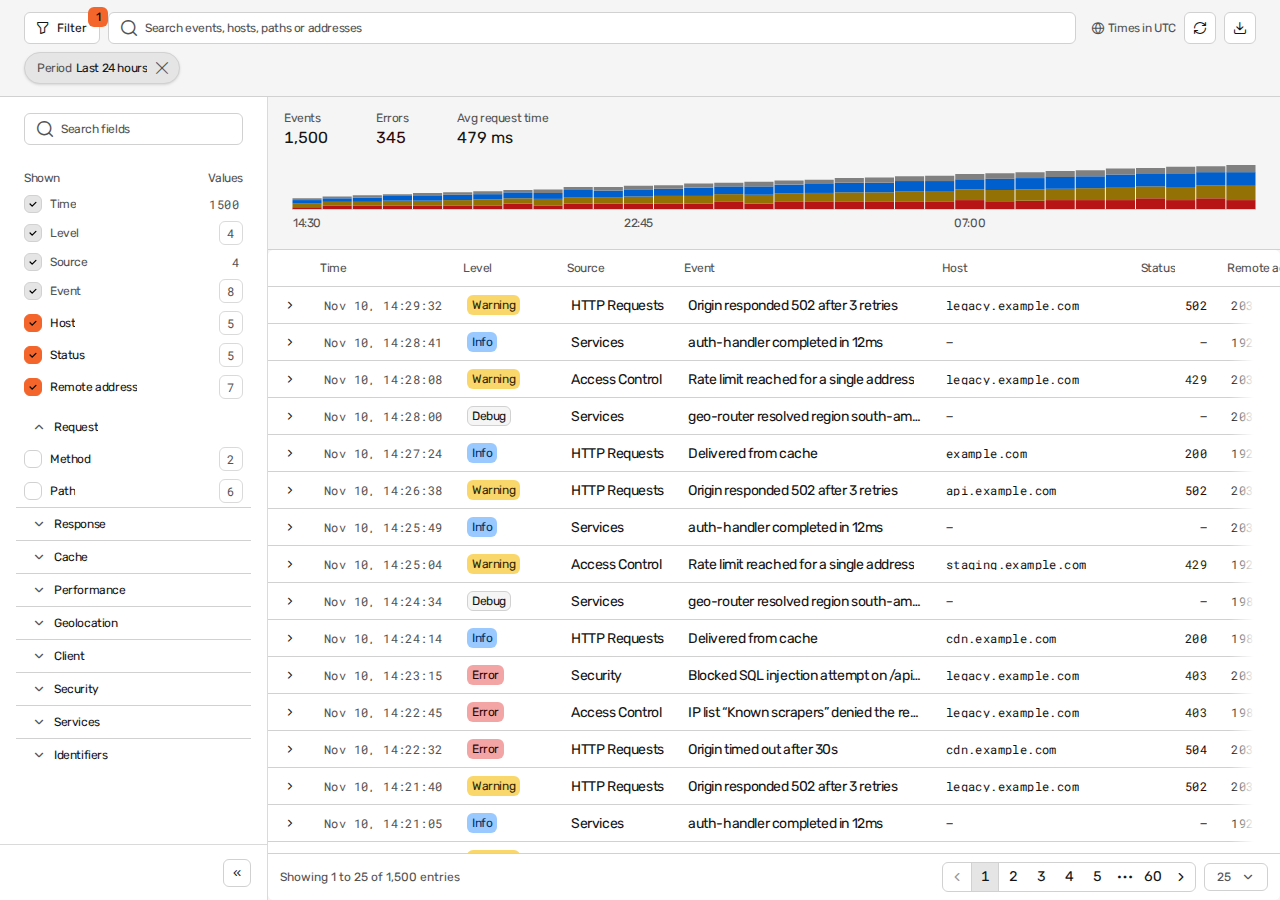 Filter 1 Search events, hosts, paths or addresses Times in UTC
Period Last 24 hours
Search fields
Shown Values
Time 1500
Level 4
Source 4
Event 8
Host 5
Status 5
Remote address 7
Request
Method 2
Path 6
Response
Cache
Performance
Geolocation
Client
Security
Services
Identifiers
«
Events Errors Avg request time
1,500 345 479 ms
14:30 22:45 07:00
Time Level Source Event Host Status Remote a
Nov 10, 14:29:32 Warning HTTP Requests Origin responded 502 after 3 retries legacy.example.com 502 203
Nov 10, 14:28:41 Info Services auth-handler completed in 12ms – – 192
Nov 10, 14:28:08 Warning Access Control Rate limit reached for a single address legacy.example.com 429 203
Nov 10, 14:28:00 Debug Services geo-router resolved region south-am… – – 203
Nov 10, 14:27:24 Info HTTP Requests Delivered from cache example.com 200 192
Nov 10, 14:26:38 Warning HTTP Requests Origin responded 502 after 3 retries api.example.com 502 203
Nov 10, 14:25:49 Info Services auth-handler completed in 12ms – – 203
Nov 10, 14:25:04 Warning Access Control Rate limit reached for a single address staging.example.com 429 192
Nov 10, 14:24:34 Debug Services geo-router resolved region south-am… – – 198
Nov 10, 14:24:14 Info HTTP Requests Delivered from cache cdn.example.com 200 198
Nov 10, 14:23:15 Error Security Blocked SQL injection attempt on /api… legacy.example.com 403 203
Nov 10, 14:22:45 Error Access Control IP list “Known scrapers” denied the re… legacy.example.com 403 198
Nov 10, 14:22:32 Error HTTP Requests Origin timed out after 30s cdn.example.com 504 203
Nov 10, 14:21:40 Warning HTTP Requests Origin responded 502 after 3 retries legacy.example.com 502 203
Nov 10, 14:21:05 Info Services auth-handler completed in 12ms – – 192
Showing 1 to 25 of 1,500 entries 1 2 3 4 5 ••• 60 25